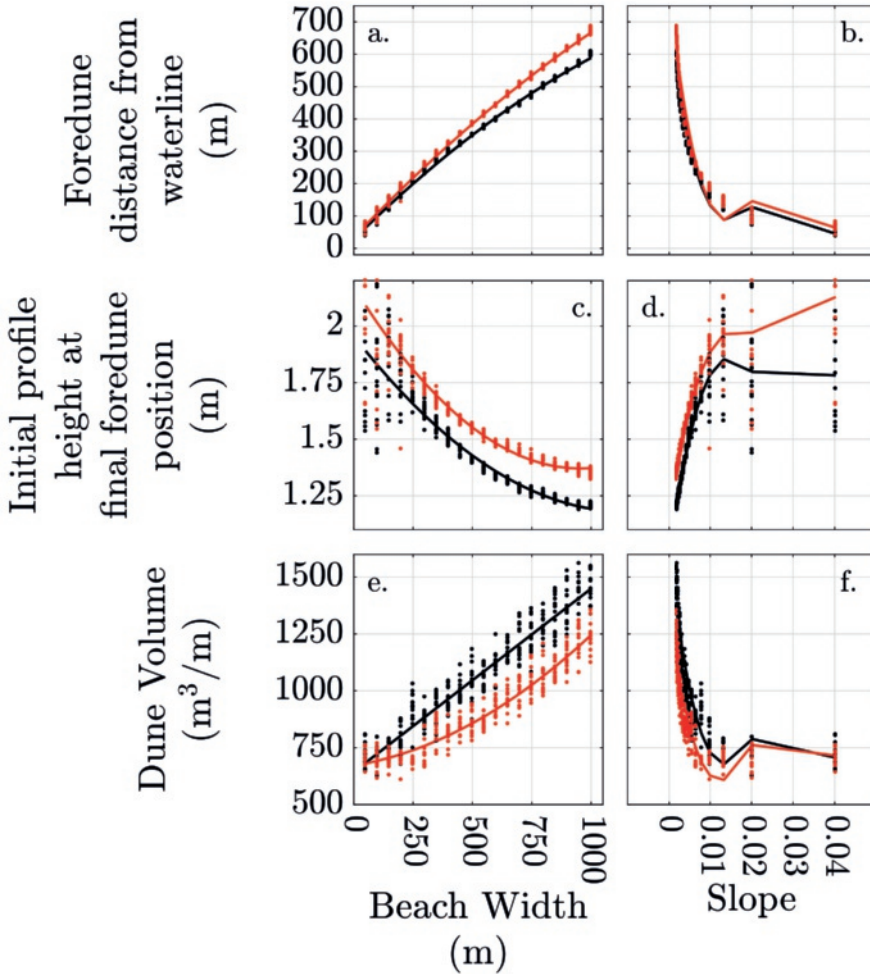 Foredune
distance from
waterline
(m)
700
600
500
400
300
200
100
0
a.
b.
Initial profile
height at
final foredune
position
(m)
2
1.75
1.5
1.25
c.
d.
Dune Volume
(m³/m)
1500
1250
1000
750
500
e.
f.
0
250
500
750
1000
0
0.01
0.02
0.03
0.04
Beach Width
(m)
Slope